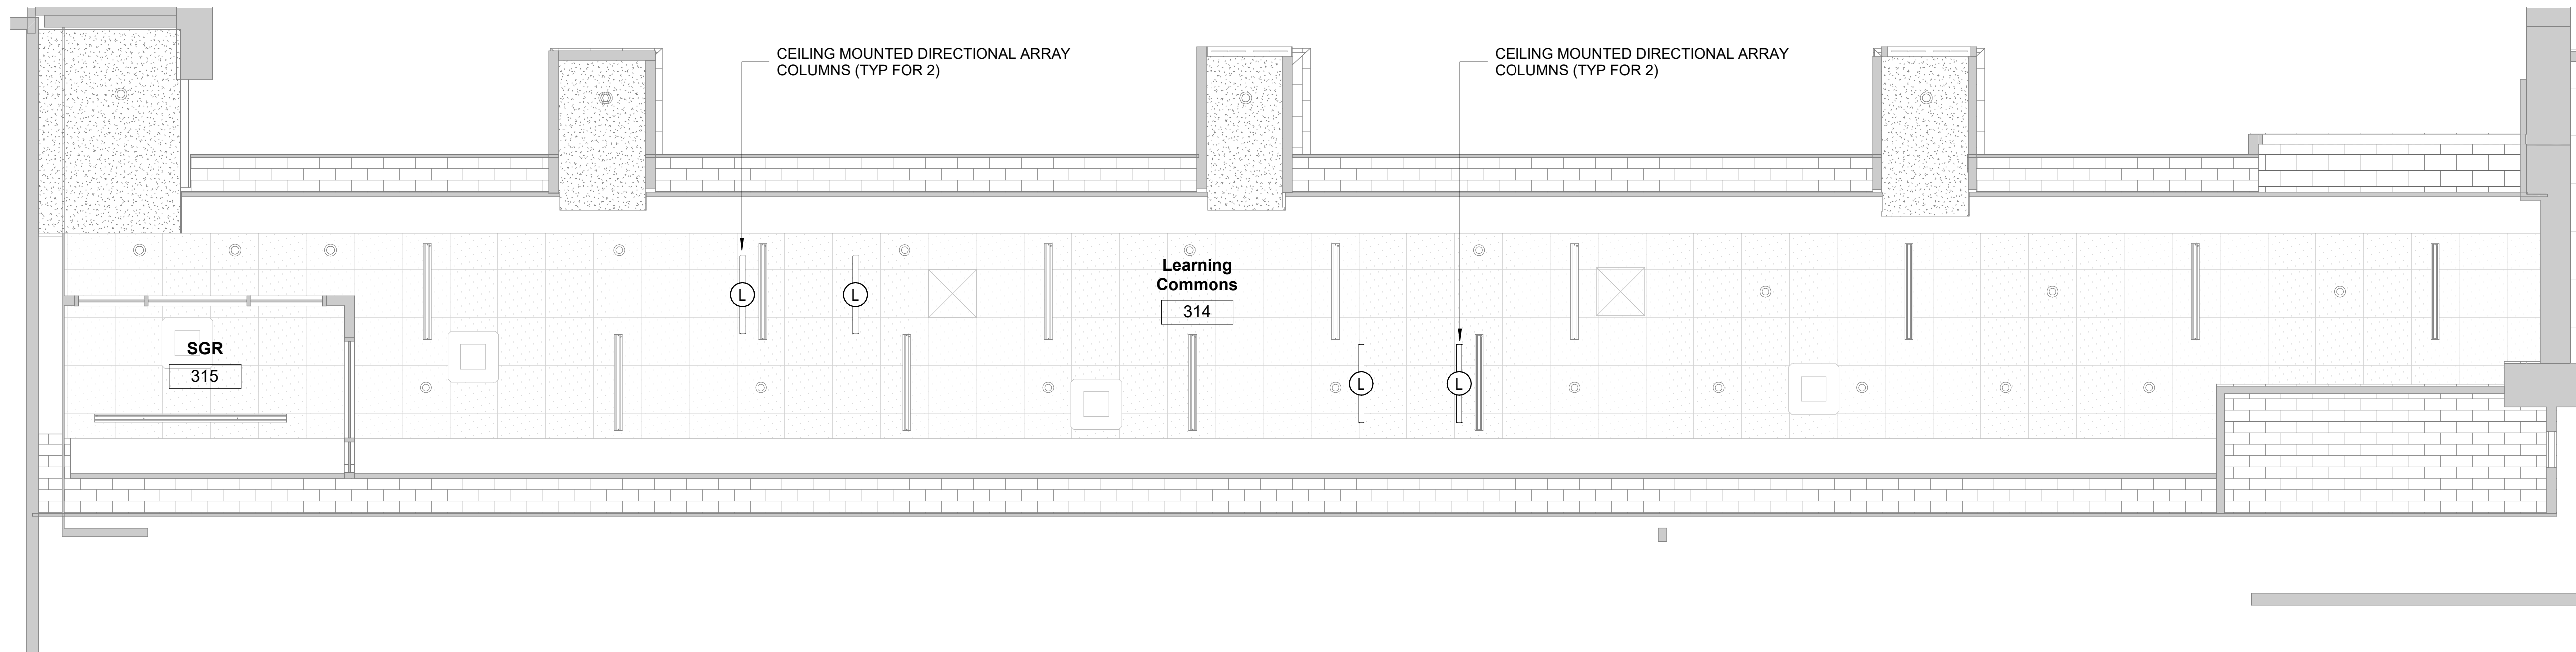 CEILING MOUNTED DIRECTIONAL ARRAY
COLUMNS (TYP FOR 2)
CEILING MOUNTED DIRECTIONAL ARRAY
COLUMNS (TYP FOR 2)
Learning
Commons
314
L
L
SGR
315
L
L